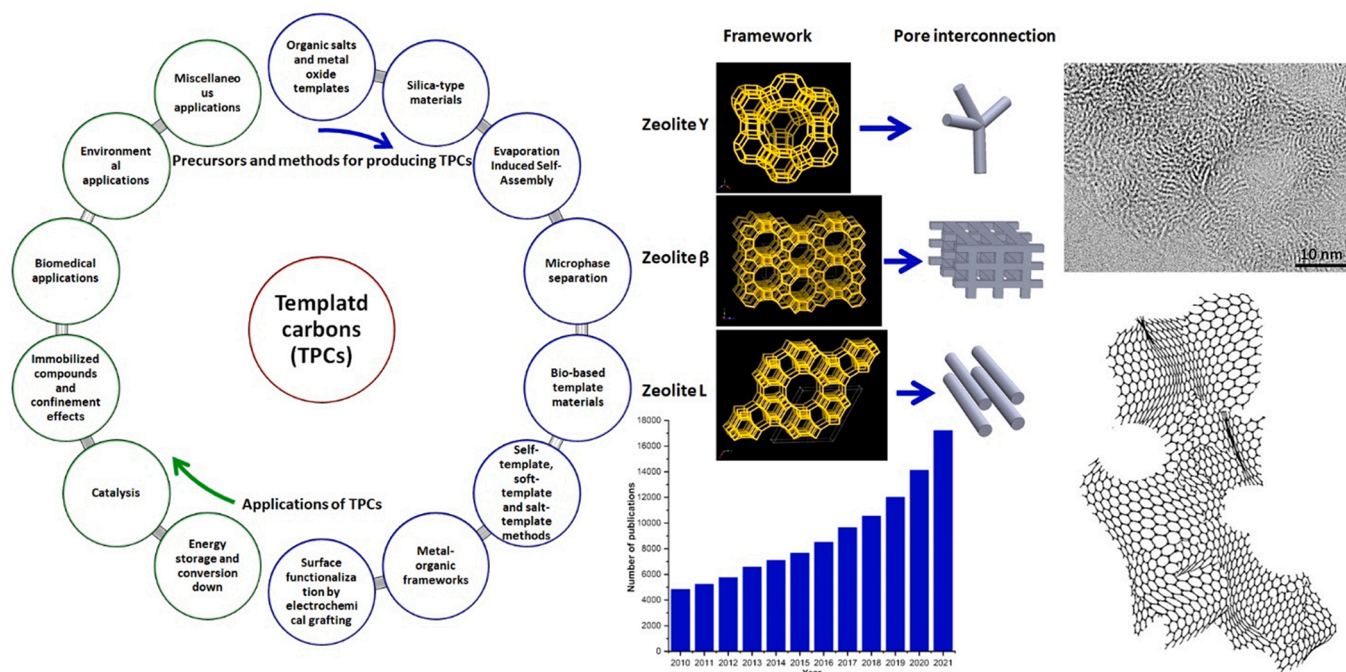 Organic salts
and metal
oxide
templates
Silica-type
materials
Evaporation
Induced Self-
Assembly
Microphase
separation
Bio-based
template
materials
Self-
template,
soft-
template
and salt-
template
methods
Metal-
organic
frameworks
Surface
functionaliza
tion by
electrochemi
cal grafting
Energy
storage and
conversion
down
Catalysis
Immobilized
compounds
and
confinement
effects
Biomedical
applications
Environment
al
applications
Miscellaneo
us
applications
Precursors and methods for producing TPCs
Templatd
carbons
(TPCs)
Applications of TPCs
Framework
Pore interconnection
Zeolite Y
Zeolite β
Zeolite L
10 nm
Number of publications
18000
16000
14000
12000
10000
8000
6000
4000
2000
0
2010 2011 2012 2013 2014 2015 2016 2017 2018 2019 2020 2021